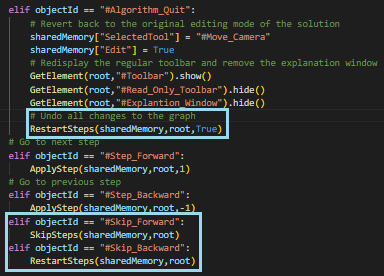 elif objectId == "#Algorithm_Quit":
# Revert back to the original editing mode of the solution
sharedMemory["SelectedTool"] = "#Move_Camera"
sharedMemory["Edit"] = True
# Redisplay the regular toolbar and remove the explanation window
GetElement(root,"#Toolbar").show()
GetElement(root,"#Read_Only_Toolbar").hide()
GetElement(root,"#Explantion_Window").hide()
# Undo all changes to the graph
RestartSteps(sharedMemory,root,True)
# Go to next step
elif objectId == "#Step_Forward":
ApplyStep(sharedMemory,root,1)
# Go to previous step
elif objectId == "#Step_Backward":
ApplyStep(sharedMemory,root,-1)
elif objectId == "#Skip_Forward":
SkipSteps(sharedMemory,root)
elif objectId == "#Skip_Backward":
RestartSteps(sharedMemory,root)